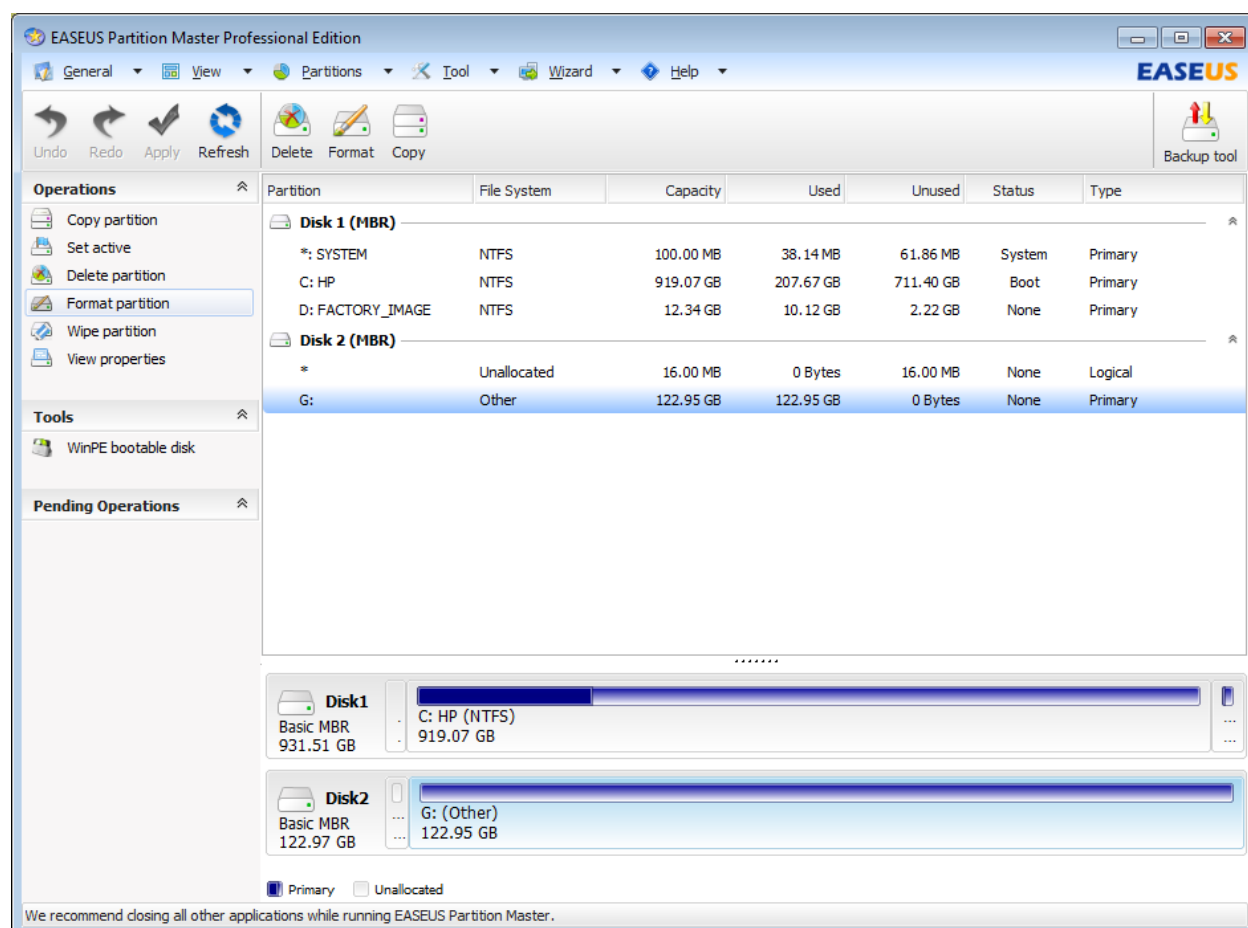 EASEUS Partition Master Professional Edition
General View Partitions Tool Wizard Help EASEUS
Undo Redo Apply Refresh Delete Format Copy Backup tool
Operations
Copy partition
Set active
Delete partition
Format partition
Wipe partition
View properties
Tools
WinPE bootable disk
Pending Operations
Partition File System Capacity Used Unused Status Type
Disk 1 (MBR)
*: SYSTEM NTFS 100.00 MB 38.14 MB 61.86 MB System Primary
C: HP NTFS 919.07 GB 207.67 GB 711.40 GB Boot Primary
D: FACTORY_IMAGE NTFS 12.34 GB 10.12 GB 2.22 GB None Primary
Disk 2 (MBR)
* Unallocated 16.00 MB 0 Bytes 16.00 MB None Logical
G: Other 122.95 GB 122.95 GB 0 Bytes None Primary
Disk1
Basic MBR
931.51 GB
.
.
C: HP (NTFS)
919.07 GB
...
...
Disk2
Basic MBR
122.97 GB
...
...
G: (Other)
122.95 GB
Primary Unallocated
We recommend closing all other applications while running EASEUS Partition Master.